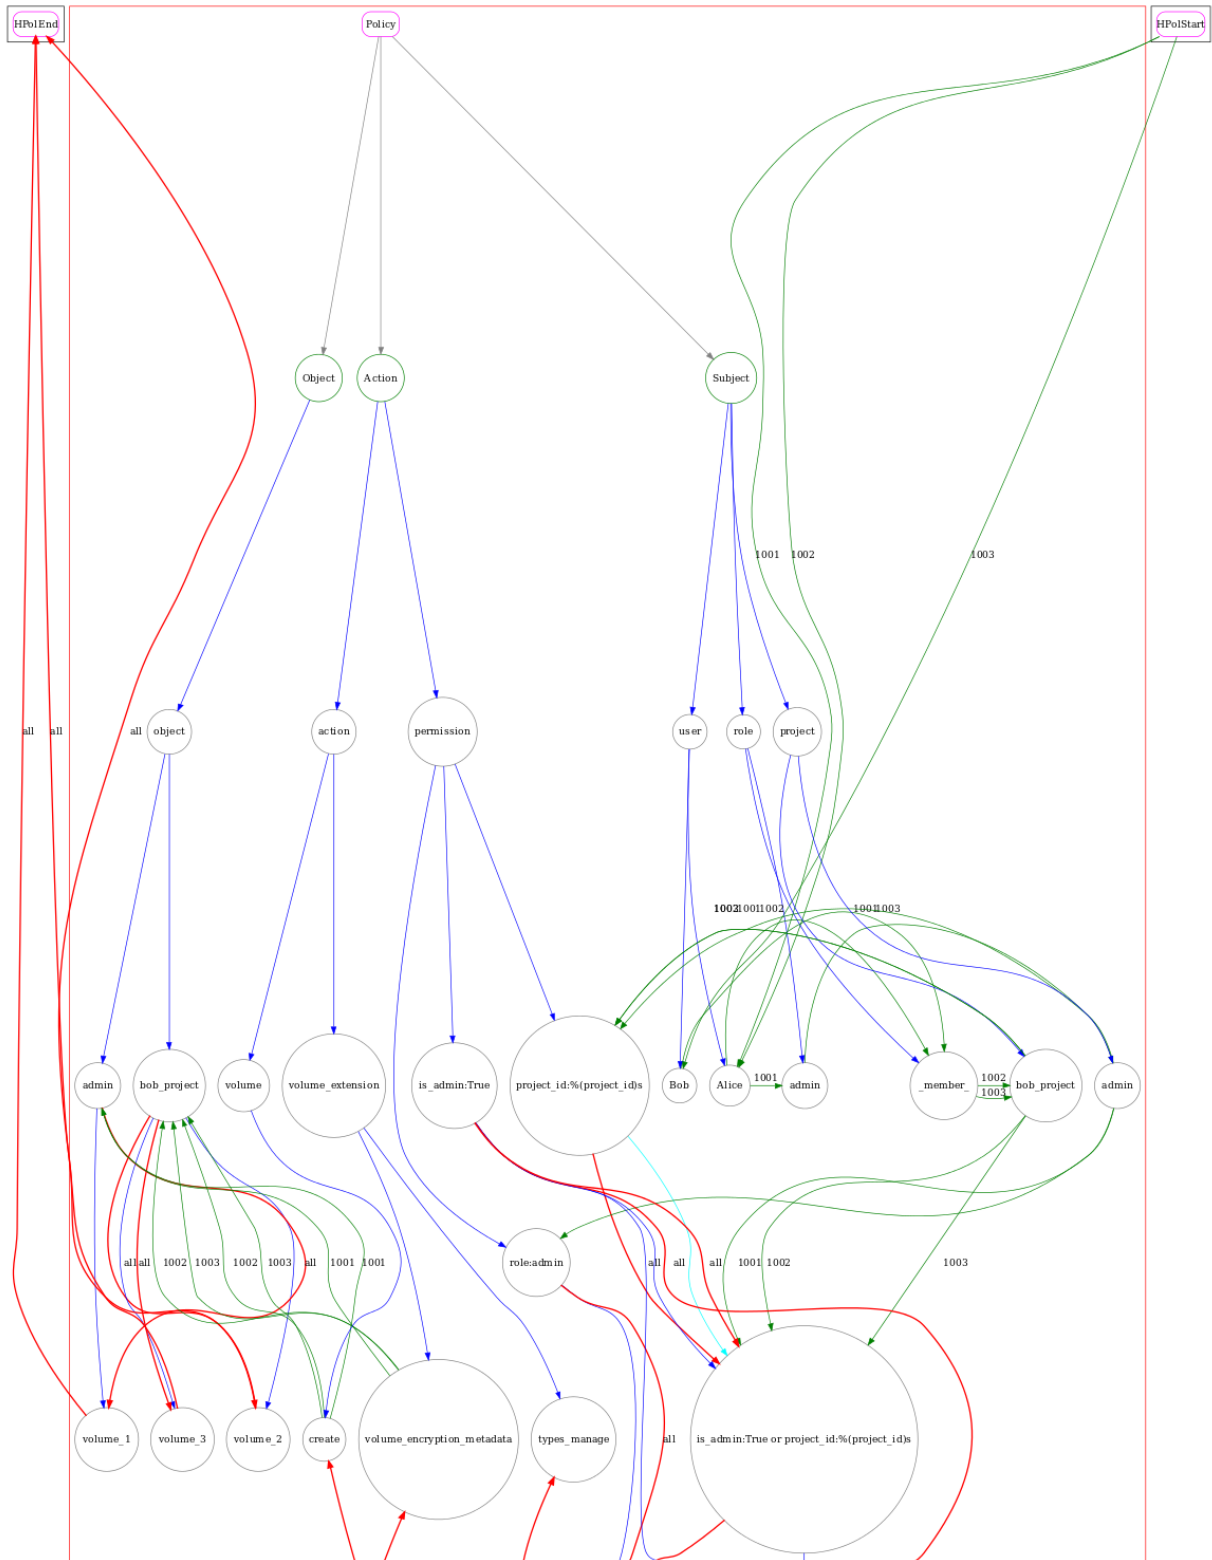 HPolEnd
Policy
HPolStart
Object
Action
Subject
1001
1002
1003
all
all
all
object
action
permission
user
role
project
1003
1001
1002
1001
1003
admin
bob_project
volume
volume_extension
is_admin:True
project_id:%(project_id)s
Bob
Alice
1001
admin
_member_
1002
1003
bob_project
admin
all
all
1002
1003
1002
1003
all
1001
1001
role:admin
all
all
all
1001
1002
1003
volume_1
volume_3
volume_2
create
volume_encryption_metadata
types_manage
all
is_admin:True or project_id:%(project_id)s